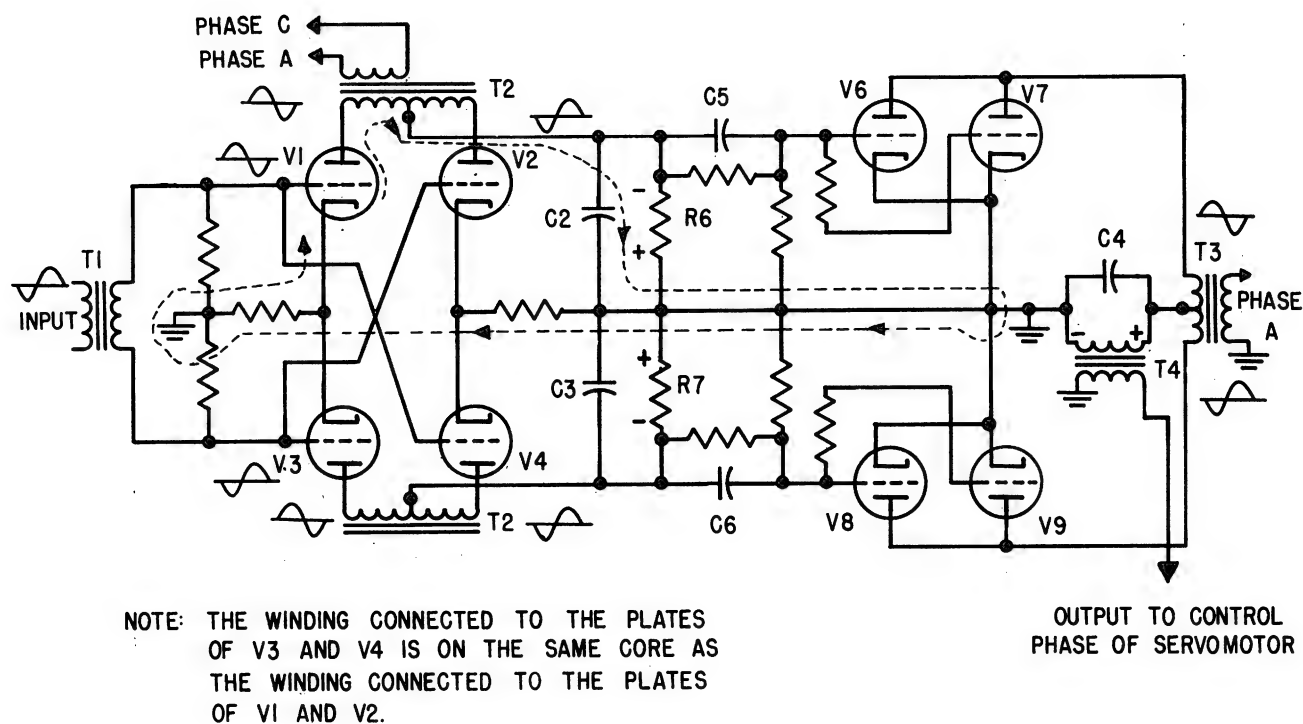 PHASE C
PHASE A
T2
V1
V2
C5
V6
V7
C2
-
R6
+
C4
T3
T1
INPUT
PHASE
A
-
+
T4
+
C3
R7
-
V.3
V4
T2
C6
V8
V9
NOTE: THE WINDING CONNECTED TO THE PLATES
OF V3 AND V4 IS ON THE SAME CORE AS
THE WINDING CONNECTED TO THE PLATES
OF V1 AND V2.
OUTPUT TO CONTROL
PHASE OF SERVOMOTOR